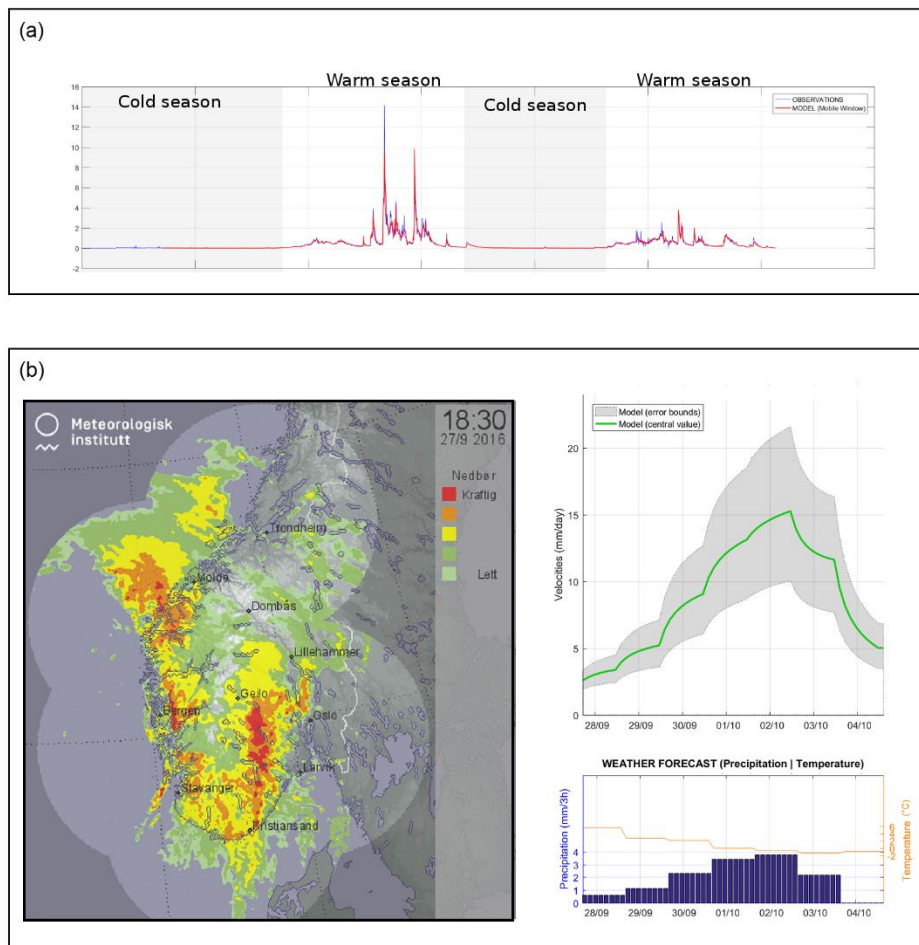 (a)
Warm season
Warm season
Cold season
Cold season
16
14
12
10
8
6
4
2
0
-2
OBSERVATIONS
MODEL (Mobile Window)
(b)
Meteorologisk
institutt
18:30
27/9 2016
Nedbør
Kraftig
Lett
Trondheim
Molde
Dombås
Lillehammer
Geilo
Bergen
Oslo
Larvik
Stavanger
Kristiansand
Model (error bounds)
Model (central value)
Velocities (mm/day)
20
15
10
5
0
28/09 29/09 30/09 01/10 02/10 03/10 04/10
WEATHER FORECAST (Precipitation | Temperature)
Precipitation (mm/3h)
4
3
2
1
0
Temperature (°C)
28/09 29/09 30/09 01/10 02/10 03/10 04/10